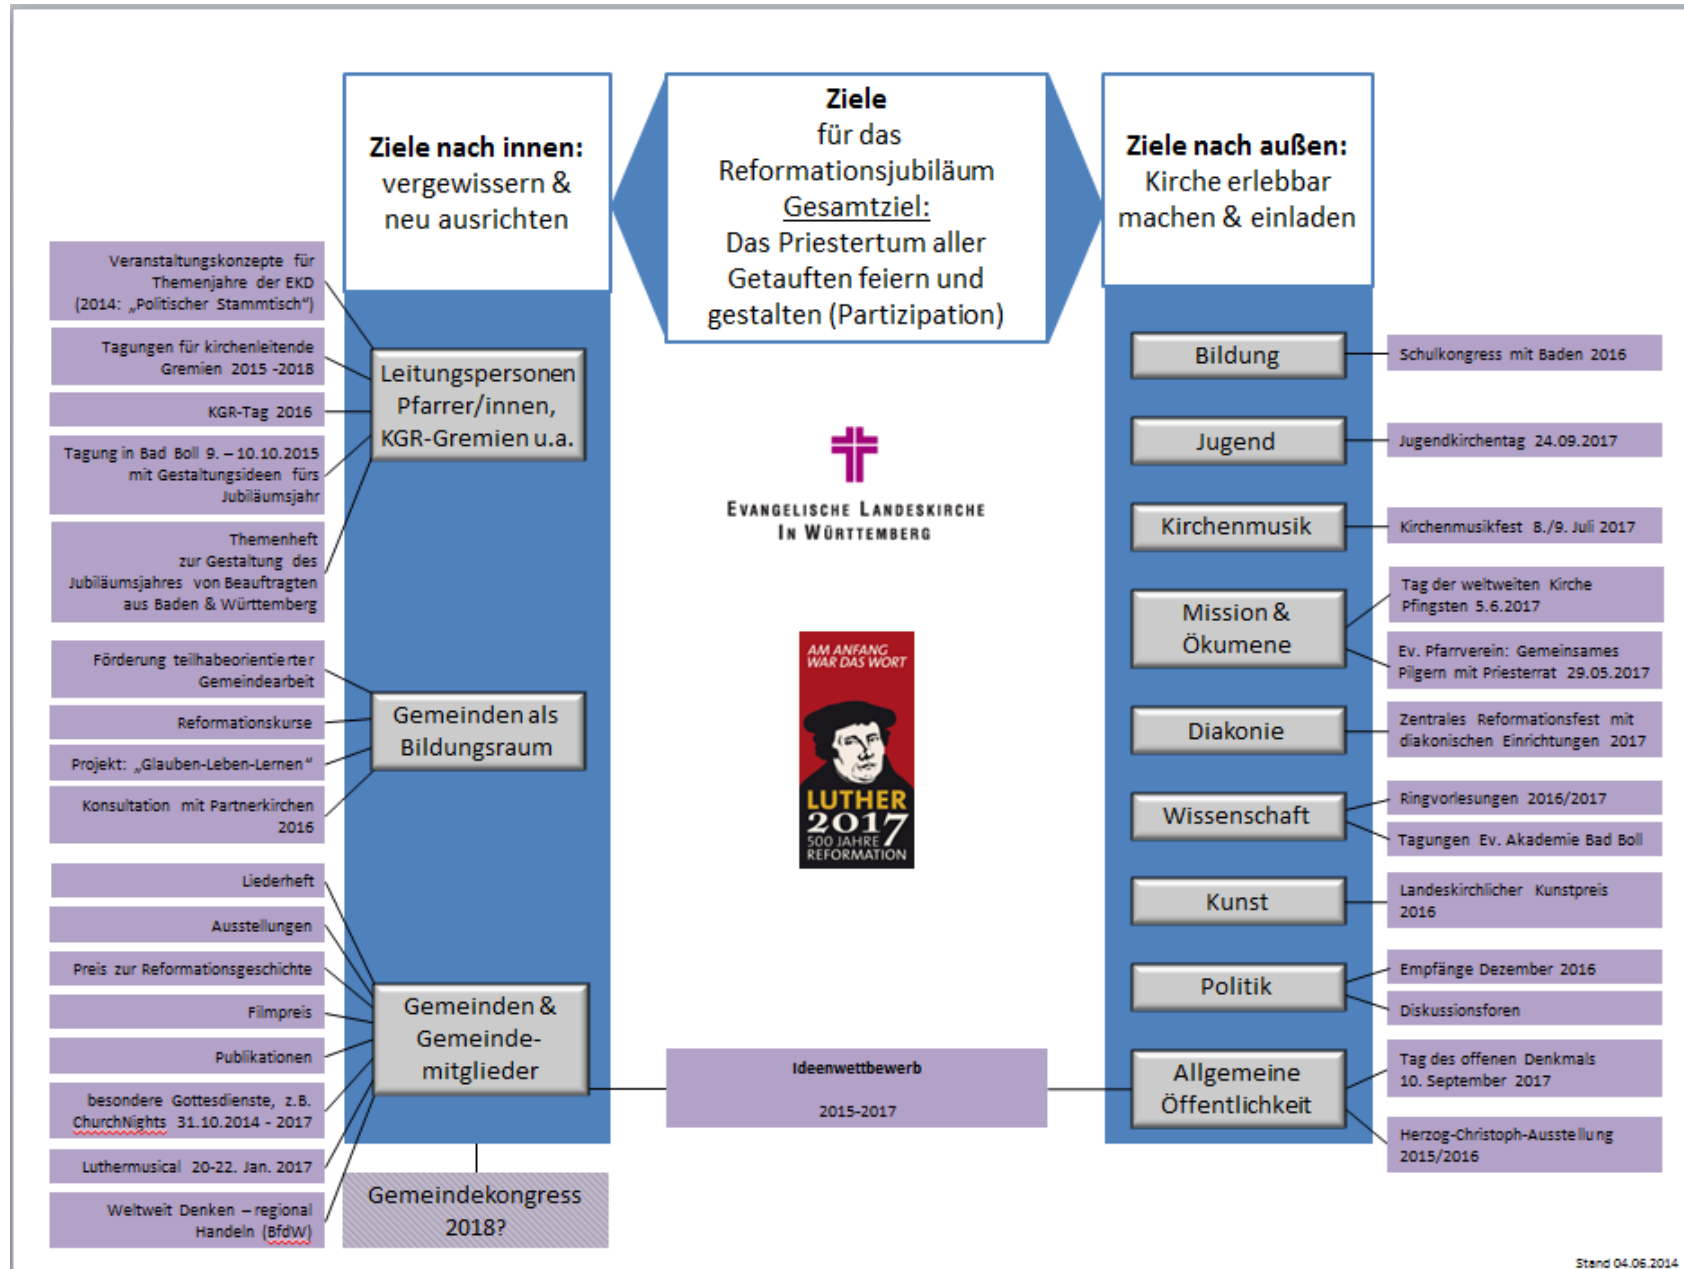 Ziele
für das
Reformationsjubiläum
Gesamtziel:
Das Priestertum aller
Getauften feiern und
gestalten (Partizipation)
Ziele nach innen:
vergewissern &
neu ausrichten
Veranstaltungskonzepte für
Themenjahre der EKD
(2014: „Politischer Stammtisch“)
Tagungen für kirchenleitende
Gremien 2015 -2018
KGR-Tag 2016
Tagung in Bad Boll 9. – 10.10.2015
mit Gestaltungsideen fürs
Jubiläumsjahr
Themenheft
zur Gestaltung des
Jubiläumsjahres von Beauftragten
aus Baden & Württemberg
Leitungspersonen
Pfarrer/innen,
KGR-Gremien u.a.
Förderung teilhabeorientierter
Gemeindearbeit
Reformationskurse
Projekt: „Glauben-Leben-Lernen“
Konsultation mit Partnerkirchen
2016
Gemeinden als
Bildungsraum
Liederheft
Ausstellungen
Preis zur Reformationsgeschichte
Filmpreis
Publikationen
besondere Gottesdienste, z.B.
ChurchNights 31.10.2014 - 2017
Luthermusical 20-22. Jan. 2017
Weltweit Denken – regional
Handeln (BfdW)
Gemeinden &
Gemeinde-
mitglieder
Gemeindekongress
2018?
EVANGELISCHE LANDESKIRCHE
IN WÜRTTEMBERG
AM ANFANG
WAR DAS WORT
LUTHER
2017
500 JAHRE
REFORMATION
Ideenwettbewerb
2015-2017
Ziele nach außen:
Kirche erlebbar
machen & einladen
Bildung
Schulkongress mit Baden 2016
Jugend
Jugendkirchentag 24.09.2017
Kirchenmusik
Kirchenmusikfest 8./9. Juli 2017
Mission &
Ökumene
Tag der weltweiten Kirche
Pfingsten 5.6.2017
Ev. Pfarrverein: Gemeinsames
Pilgern mit Priesterrat 29.05.2017
Diakonie
Zentrales Reformationsfest mit
diakonischen Einrichtungen 2017
Wissenschaft
Ringvorlesungen 2016/2017
Tagungen Ev. Akademie Bad Boll
Kunst
Landeskirchlicher Kunstpreis
2016
Politik
Empfänge Dezember 2016
Diskussionsforen
Allgemeine
Öffentlichkeit
Tag des offenen Denkmals
10. September 2017
Herzog-Christoph-Ausstellung
2015/2016
Stand 04.06.2014